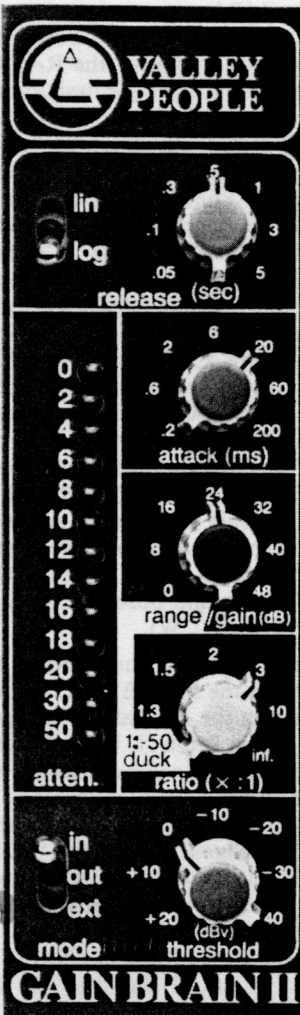 VALLEY
PEOPLE
lin
log
.05 .1 .3 .5 1 3 5
release (sec)
0
2
4
6
8
10
12
14
16
18
20
30
50
atten.
.2 .6 2 6 20 60 200
attack (ms)
0 8 16 24 32 40 48
range/gain (dB)
1:-50
duck
1.3 1.5 2 3 10 inf.
ratio (× :1)
in
out
ext
mode
+20 +10 0 -10 -20 -30 40
(dBv)
threshold
GAIN BRAIN II